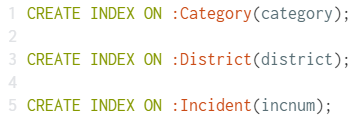 1 CREATE INDEX ON :Category(category);
2
3 CREATE INDEX ON :District(district);
4
5 CREATE INDEX ON :Incident(incnum);